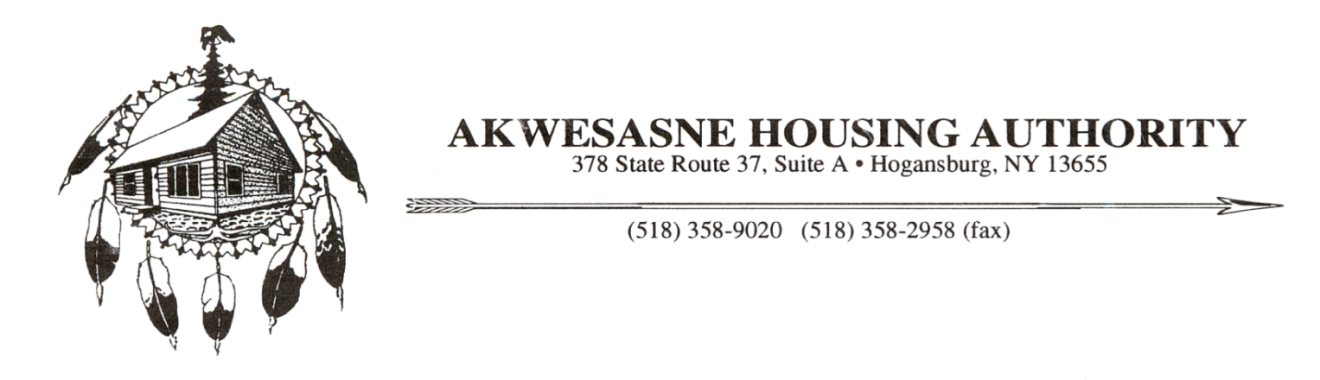 AKWESASNE HOUSING AUTHORITY
378 State Route 37, Suite A • Hogansburg, NY 13655
(518) 358-9020 (518) 358-2958 (fax)